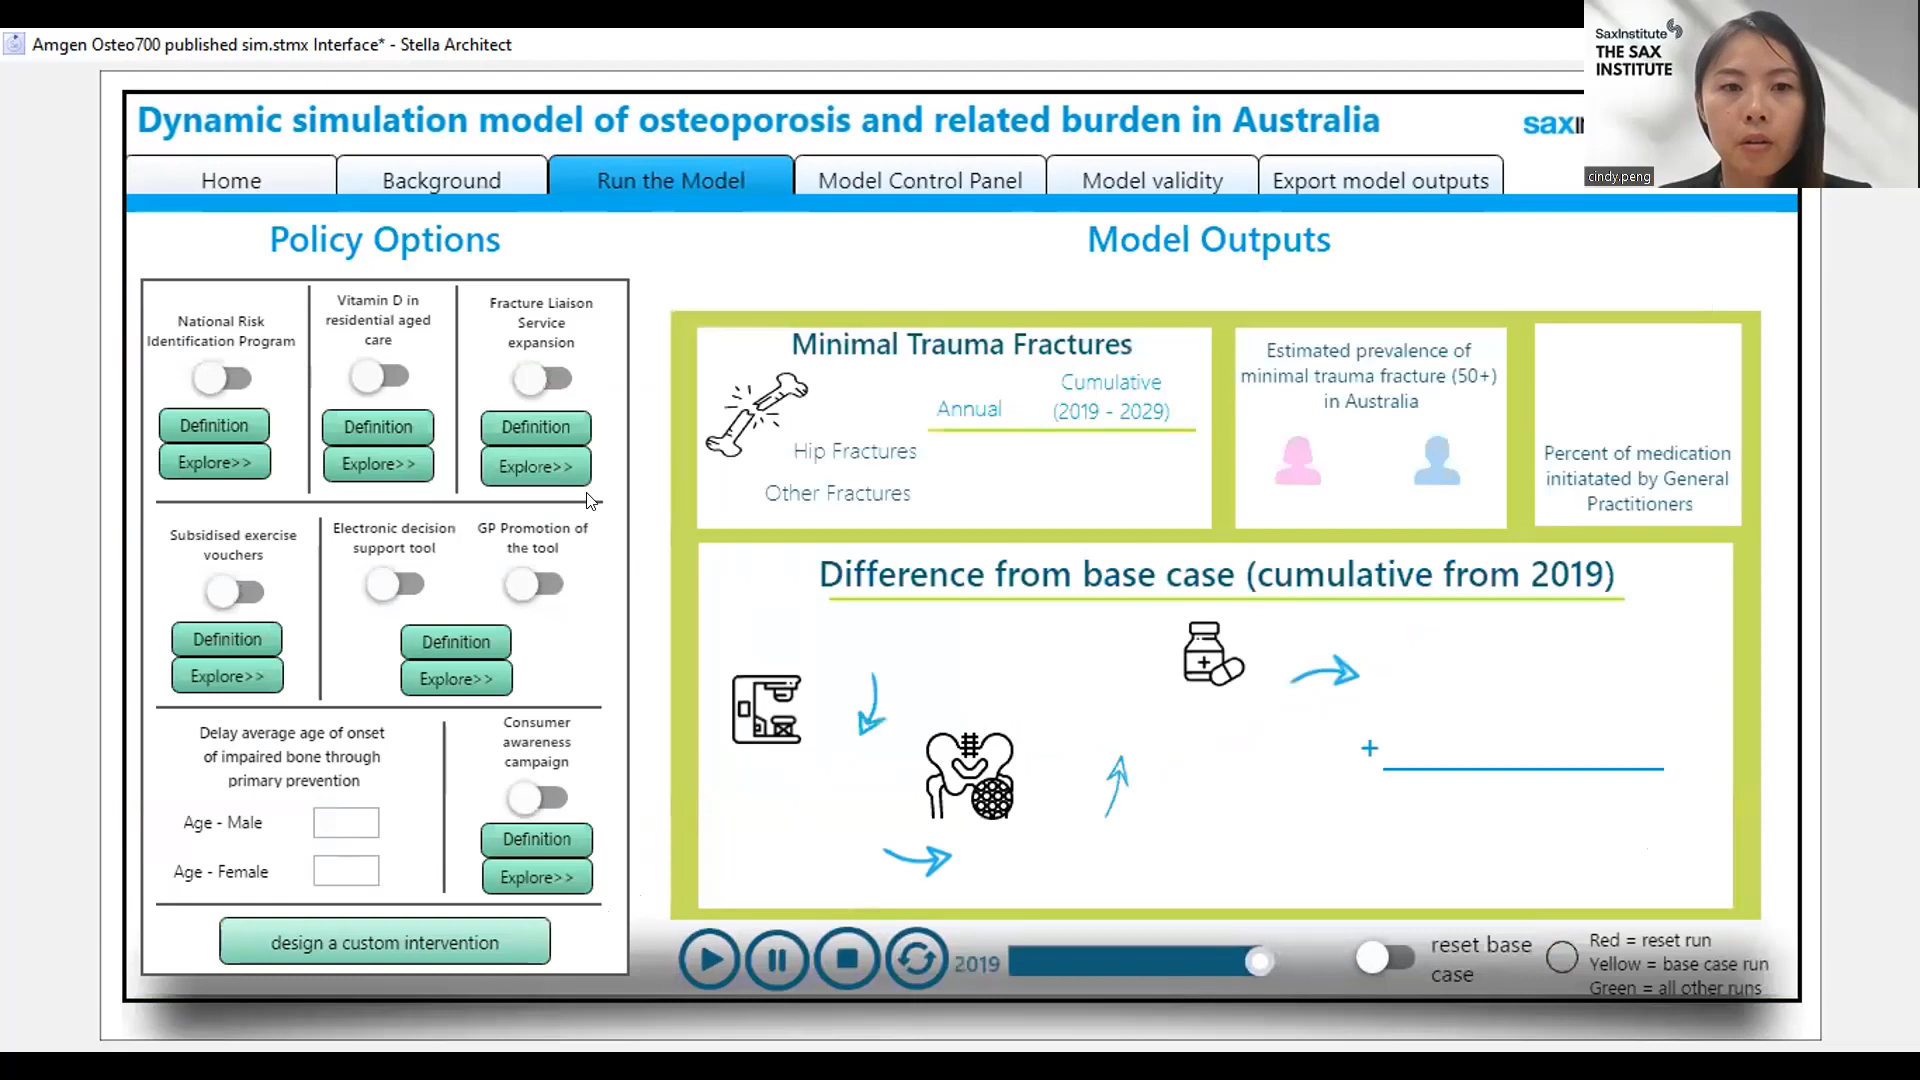 Amgen Osteo700 published sim.stmx Interface* - Stella Architect
SaxInstitute
THE SAX
INSTITUTE
cindy.peng
Dynamic simulation model of osteoporosis and related burden in Australia
Home
Background
Run the Model
Model Control Panel
Model validity
Export model outputs
Policy Options
National Risk
Identification Program
Definition
Explore>>
Vitamin D in
residential aged
care
Definition
Explore>>
Fracture Liaison
Service
expansion
Definition
Explore>>
Subsidised exercise
vouchers
Definition
Explore>>
Electronic decision
support tool
GP Promotion of
the tool
Definition
Explore>>
Delay average age of onset
of impaired bone through
primary prevention
Age - Male
Age - Female
Consumer
awareness
campaign
Definition
Explore>>
design a custom intervention
Model Outputs
Minimal Trauma Fractures
Annual
Cumulative
(2019 - 2029)
Hip Fractures
Other Fractures
Estimated prevalence of
minimal trauma fracture (50+)
in Australia
Percent of medication
initiatated by General
Practitioners
Difference from base case (cumulative from 2019)
+
2019
reset base
case
Red = reset run
Yellow = base case run
Green = all other runs